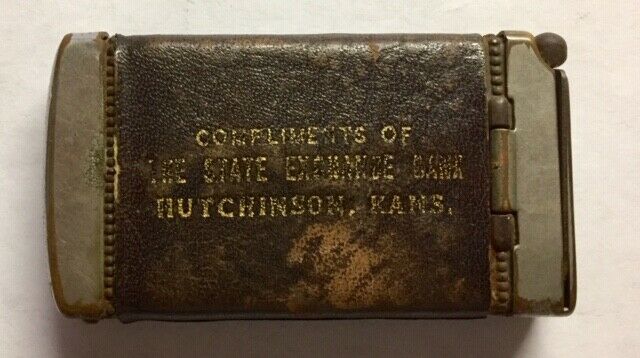 COMPLIMENTS OF
THE STATE EXCHANGE BANK
HUTCHINSON, KANS.